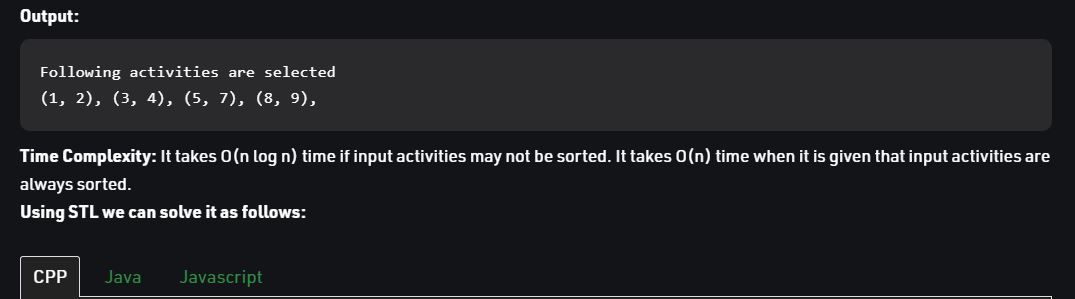 Output:
Following activities are selected
(1, 2), (3, 4), (5, 7), (8, 9),
Time Complexity: It takes O(n log n) time if input activities may not be sorted. It takes O(n) time when it is given that input activities are
always sorted.
Using STL we can solve it as follows:
CPP Java Javascript